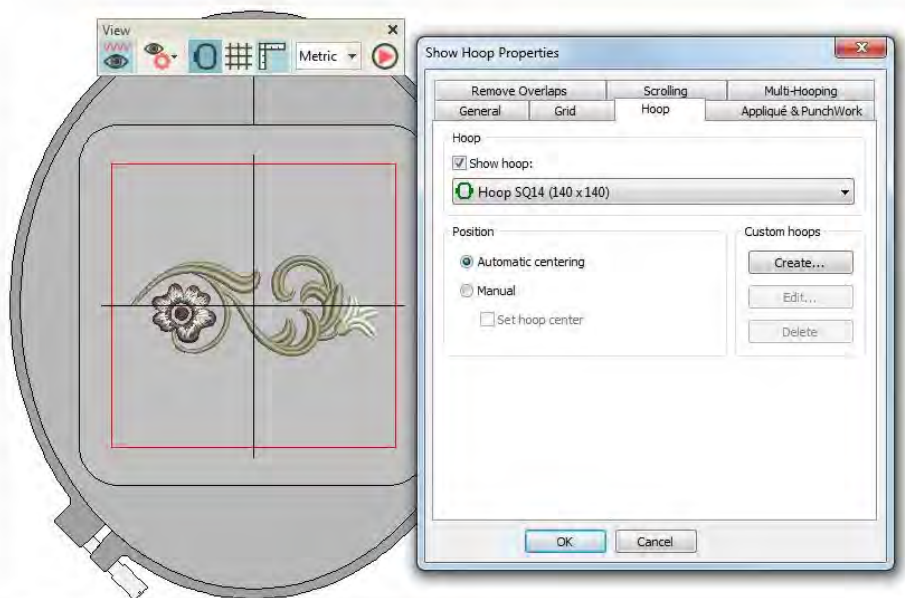 View
Metric
Show Hoop Properties
Remove Overlaps
Scrolling
Multi-Hooping
General
Grid
Hoop
Appliqué & PunchWork
Hoop
Show hoop:
Hoop SQ14 (140 x 140)
Position
Automatic centering
Manual
Set hoop center
Custom hoops
Create...
Edit...
Delete
OK
Cancel